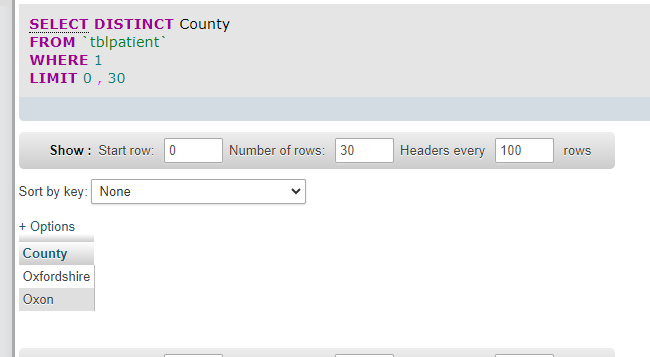 SELECT DISTINCT County
FROM `tblpatient`
WHERE 1
LIMIT 0 , 30
Show : Start row: 0 Number of rows: 30 Headers every 100 rows
Sort by key: None
+ Options
County
Oxfordshire
Oxon